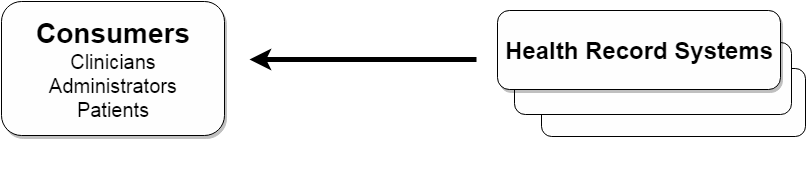 Consumers
Clinicians
Administrators
Patients
Health Record Systems